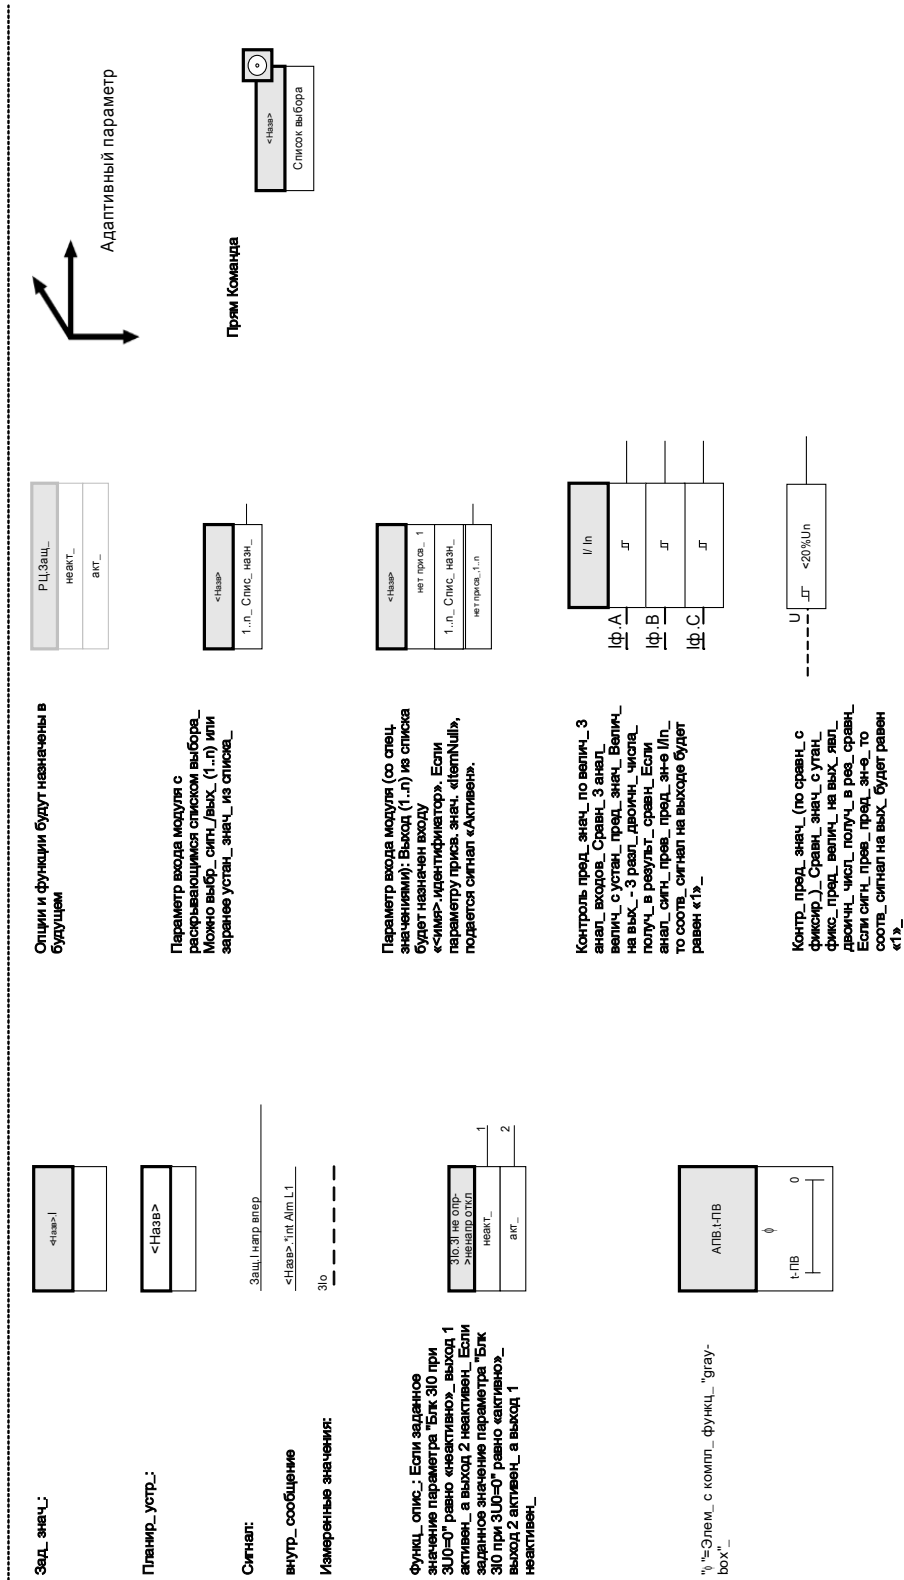 Зад_ знач_:
<Назв>.I
Планир_устр_:
<Назв>
Сигнал:
Защ.I напр впер
внутр_ сообщение
<Назв>.*int Alm L1
Измеренные значения:
3Io
Функц_ опис_: Если заданное
значение параметра "Блк 3I0 при
3U0=0" равно «неактивно»_ выход 1
активен_ а выход 2 неактивен_ Если
заданное значение параметра "Блк
3I0 при 3U0=0" равно «активно»_
выход 2 активен_ а выход 1
неактивен_
3Io.3I не опр-
>ненапр откл
неакт_
1
акт_
2
"ϕ"=Элем_ с компл_ функц_ "gray-
box"_
АПВ.t-ПВ
ϕ
t-ПВ
0
Опции и функции будут назначены в
будущем
РЦ.Защ_
неакт_
акт_
Параметр входа модуля с
раскрывающимся списком выбора_
Можно выбр_ сигн_/вых_ (1..n) или
заранее устан_ знач_ из списка_
<Назв>
1..n_ Спис_ назн_
Параметр входа модуля (со спец.
значениями): Выход (1..n) из списка
будет назначен входу
«<имя> идентификатор». Если
параметру присв. знач. «ItemNull»,
подается сигнал «Активен».
<Назв>
нет присв_ 1
1..n_ Спис_ назн_
нет присв_,1..n
Контроль пред_ знач_ по велич_ 3
анал_ входов_ Сравн_ 3 анал_
велич_ с устан_ пред_ знач_ Велич_
на вых_ - 3 разл_ двоичн_ числа_
получ_ в результ_ сравн_ Если
анал_ сигн_ прев_ пред_ зн-е I/In_
то соотв_ сигнал на выходе будет
равен «1»_
I/ In
Iф.A
Iф.B
Iф.C
Контр_ пред_ знач_ (по сравн_ с
фиксир_)_ Сравн_ знач_ с утан_
фикс_ пред_ велич_ на вых_ явл_
двоичн_ числ_ получ_ в рез_ сравн_
Если сигн_ прев_ пред_ зн-е_ то
соотв_ сигнал на вых_ будет равен
«1»_
U
<20%Un
Адаптивный параметр
Прям Команда
<Назв>
Список выбора